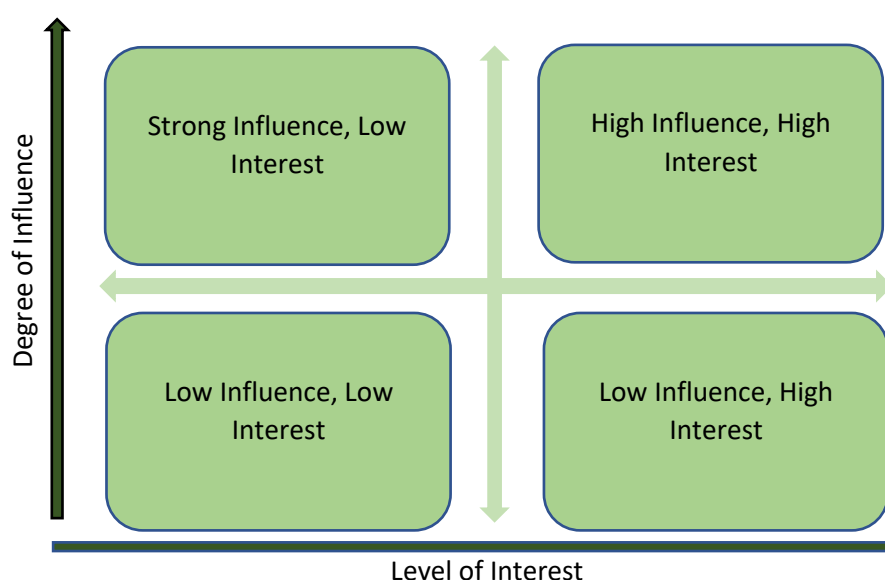 Degree of Influence
Strong Influence, Low
Interest
High Influence, High
Interest
Low Influence, Low
Interest
Low Influence, High
Interest
Level of Interest